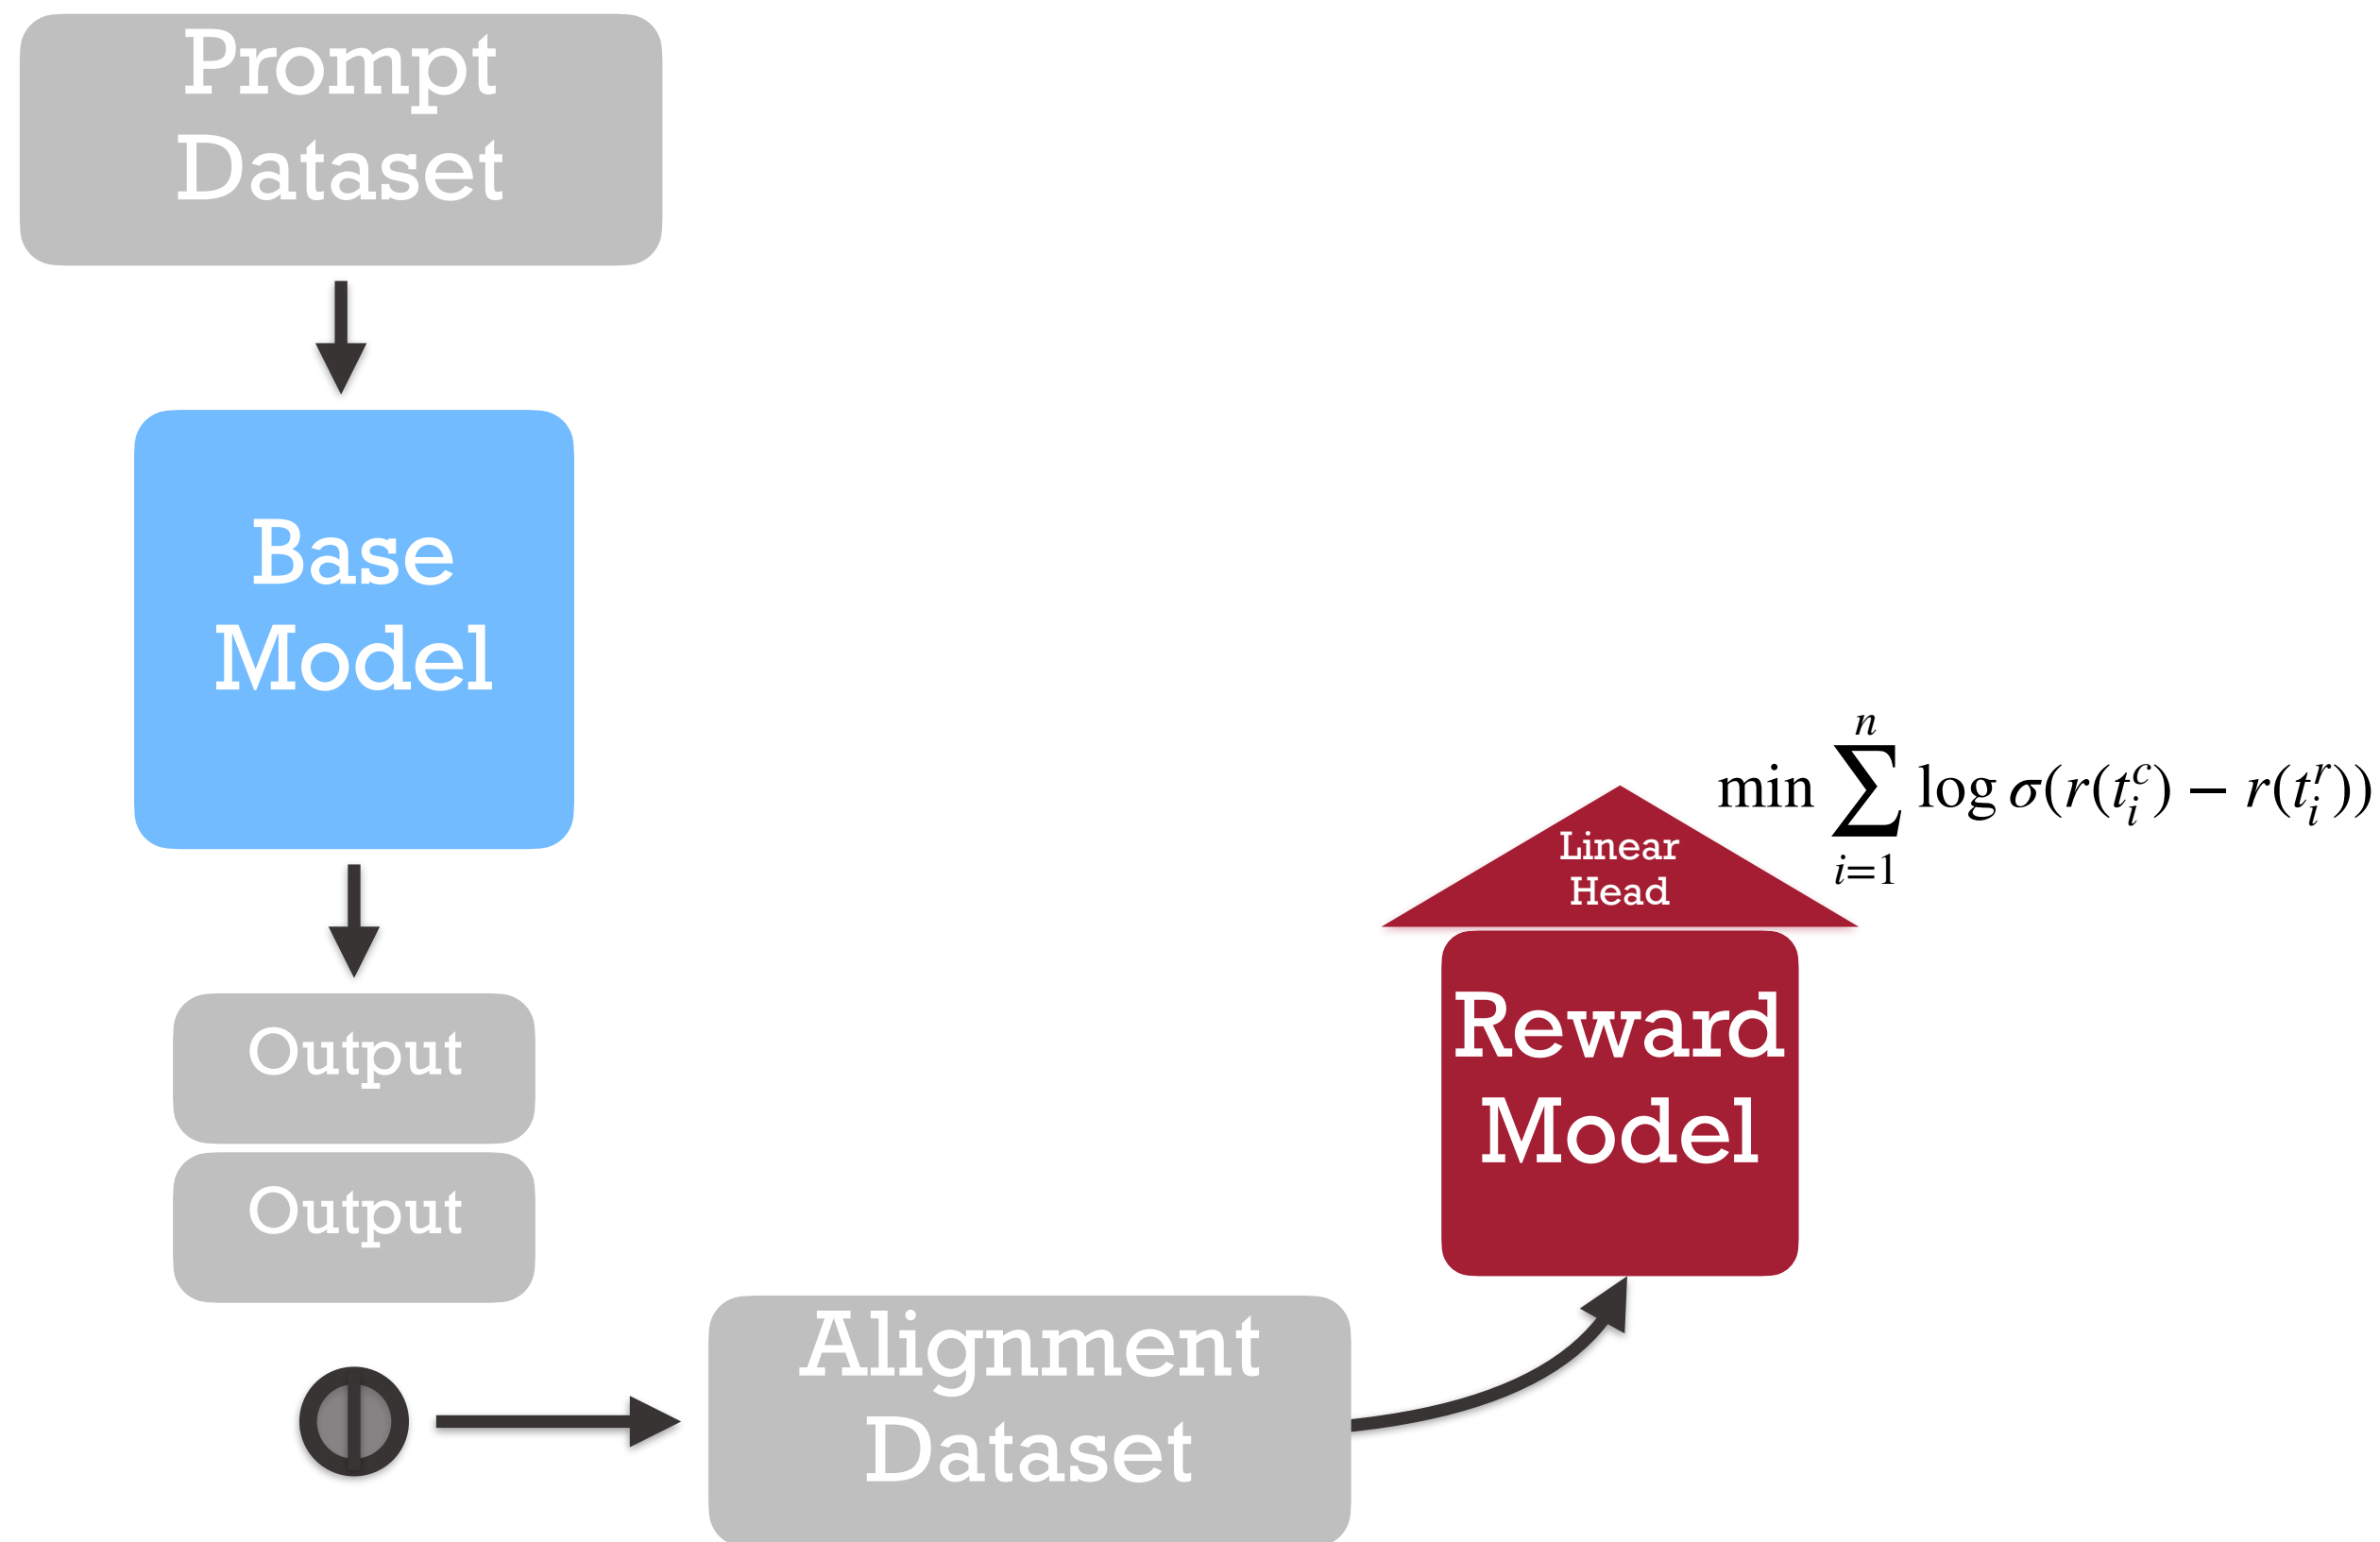 Prompt
Dataset
Base
Model
Output
Output
Alignment
Dataset
Linear
Head
Reward
Model
min ∑_{i=1}^{n} log σ(r(t_i^c) − r(t_i^r))